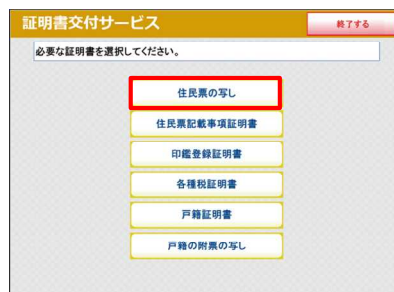 証明書交付サービス
終了する
必要な証明書を選択してください。
住民票の写し
住民票記載事項証明書
印鑑登録証明書
各種税証明書
戸籍証明書
戸籍の附票の写し